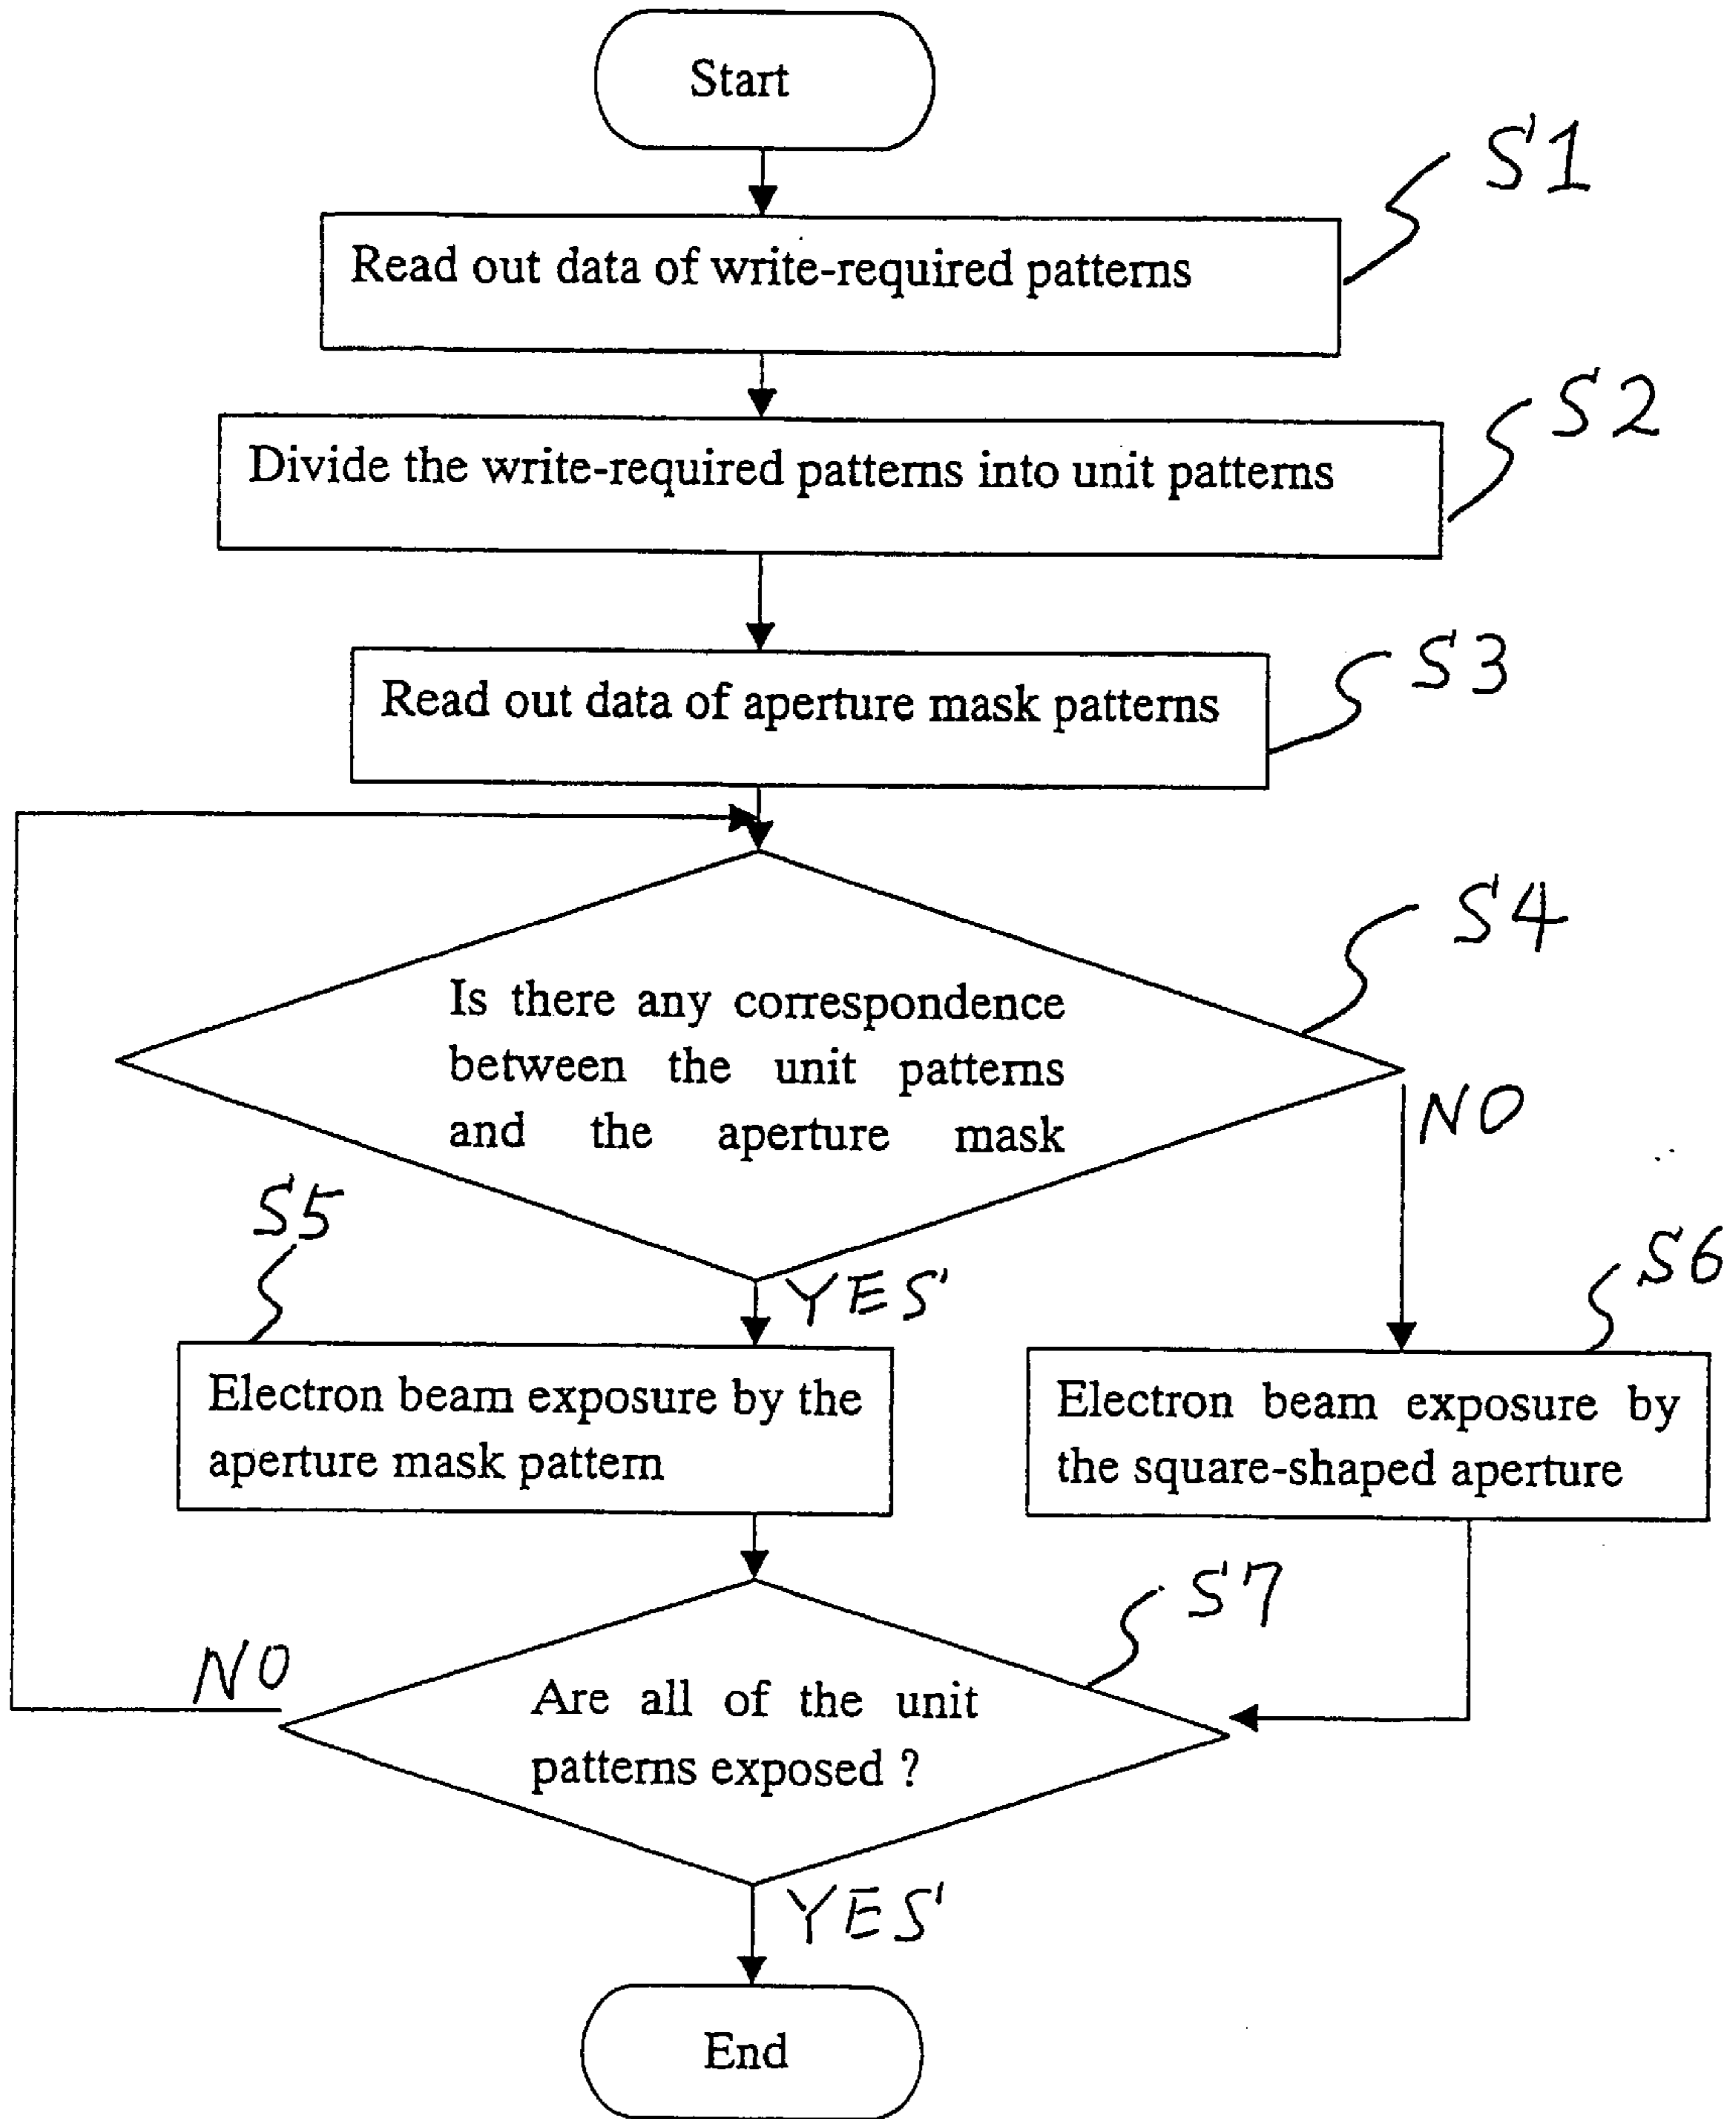 Start
S1
Read out data of write-required patterns
S2
Divide the write-required patterns into unit patterns
S3
Read out data of aperture mask patterns
S4
Is there any correspondence
between the unit patterns
and the aperture mask
NO
S5
YES
S6
Electron beam exposure by the
aperture mask pattern
Electron beam exposure by
the square-shaped aperture
S7
NO
Are all of the unit
patterns exposed ?
YES
End